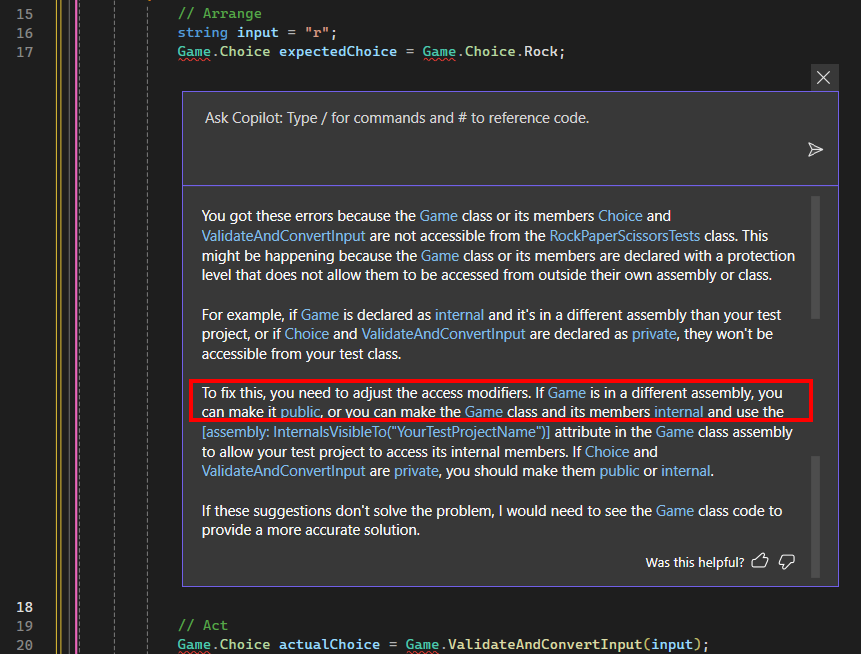 15 // Arrange
16 string input = "r";
17 Game.Choice expectedChoice = Game.Choice.Rock;
Ask Copilot: Type / for commands and # to reference code.
You got these errors because the Game class or its members Choice and
ValidateAndConvertInput are not accessible from the RockPaperScissorsTests class. This
might be happening because the Game class or its members are declared with a protection
level that does not allow them to be accessed from outside their own assembly or class.
For example, if Game is declared as internal and it's in a different assembly than your test
project, or if Choice and ValidateAndConvertInput are declared as private, they won't be
accessible from your test class.
To fix this, you need to adjust the access modifiers. If Game is in a different assembly, you
can make it public, or you can make the Game class and its members internal and use the
[assembly: InternalsVisibleTo("YourTestProjectName")] attribute in the Game class assembly
to allow your test project to access its internal members. If Choice and
ValidateAndConvertInput are private, you should make them public or internal.
If these suggestions don't solve the problem, I would need to see the Game class code to
provide a more accurate solution.
Was this helpful?
18
19 // Act
20 Game.Choice actualChoice = Game.ValidateAndConvertInput(input);